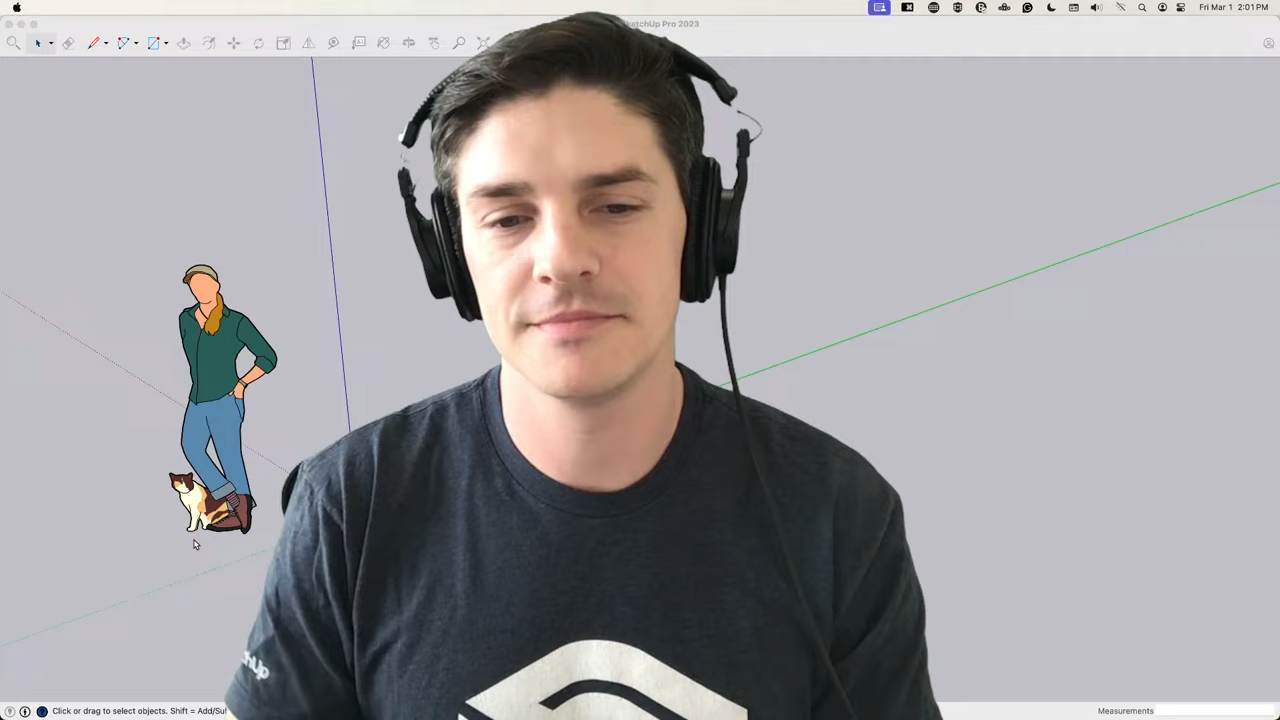 Fri Mar 1 2:01 PM
SketchUp Pro 2023
Click or drag to select objects. Shift = Add/Su
Measurements